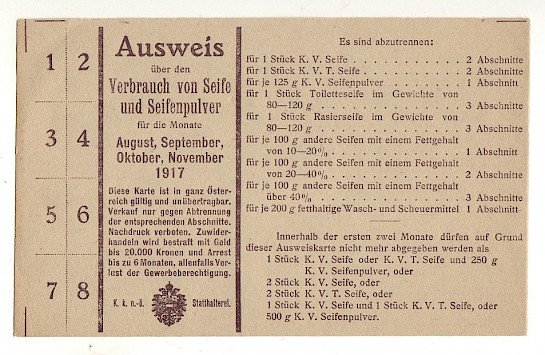 1 2
3 4
5 6
7 8
Ausweis
über den
Verbrauch von Seife
und Seifenpulver
für die Monate
August, September,
Oktober, November
1917
Diese Karte ist in ganz Öster-
reich gültig und unübertragbar.
Verkauf nur gegen Abtrennung
der entsprechenden Abschnitte.
Nachdruck verboten. Zuwider-
handeln wird bestraft mit Geld
bis 20.000 Kronen und Arrest
bis zu 6 Monaten, allenfalls Ver-
lust der Gewerbeberechtigung.
K. k. n.-ö. Statthalterei.
Es sind abzutrennen:
für 1 Stück K. V. Seife . . . . . . . . . . . 2 Abschnitte
für 1 Stück K. V. T. Seife . . . . . . . . . . 2 Abschnitte
für je 125 g K. V. Seifenpulver . . . . . . . . 1 Abschnitt
für 1 Stück Toiletteseife im Gewichte von
80—120 g . . . . . . . . . . . . . . . 3 Abschnitte
für 1 Stück Rasierseife im Gewichte von
80—120 g . . . . . . . . . . . . . . . 3 Abschnitte
für je 100 g andere Seifen mit einem Fettgehalt
von 10—20% . . . . . . . . . . . . . . 1 Abschnitt
für je 100 g andere Seifen mit einem Fettgehalt
von 20—40% . . . . . . . . . . . . . . 2 Abschnitte
für je 100 g andere Seifen mit einem Fettgehalt
über 40% . . . . . . . . . . . . . . . 3 Abschnitte
für je 200 g fetthaltige Wasch- und Scheuermittel 1 Abschnitt
Innerhalb der ersten zwei Monate dürfen auf Grund
dieser Ausweiskarte nicht mehr abgegeben werden als
1 Stück K. V. Seife oder K. V. T. Seife und 250 g
K. V. Seifenpulver, oder
2 Stück K. V. Seife, oder
2 Stück K. V. T. Seife, oder
1 Stück K. V. Seife und 1 Stück K. V. T. Seife, oder
500 g K. V. Seifenpulver.